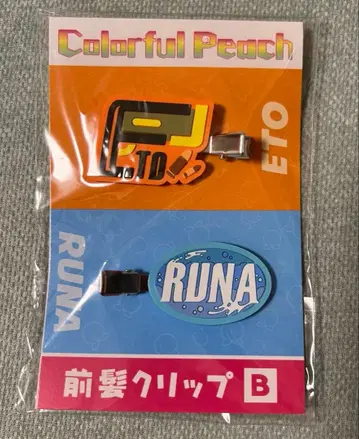 Colorful Peach
ETO
ETO
RUNA
RUNA
前髪クリップ B